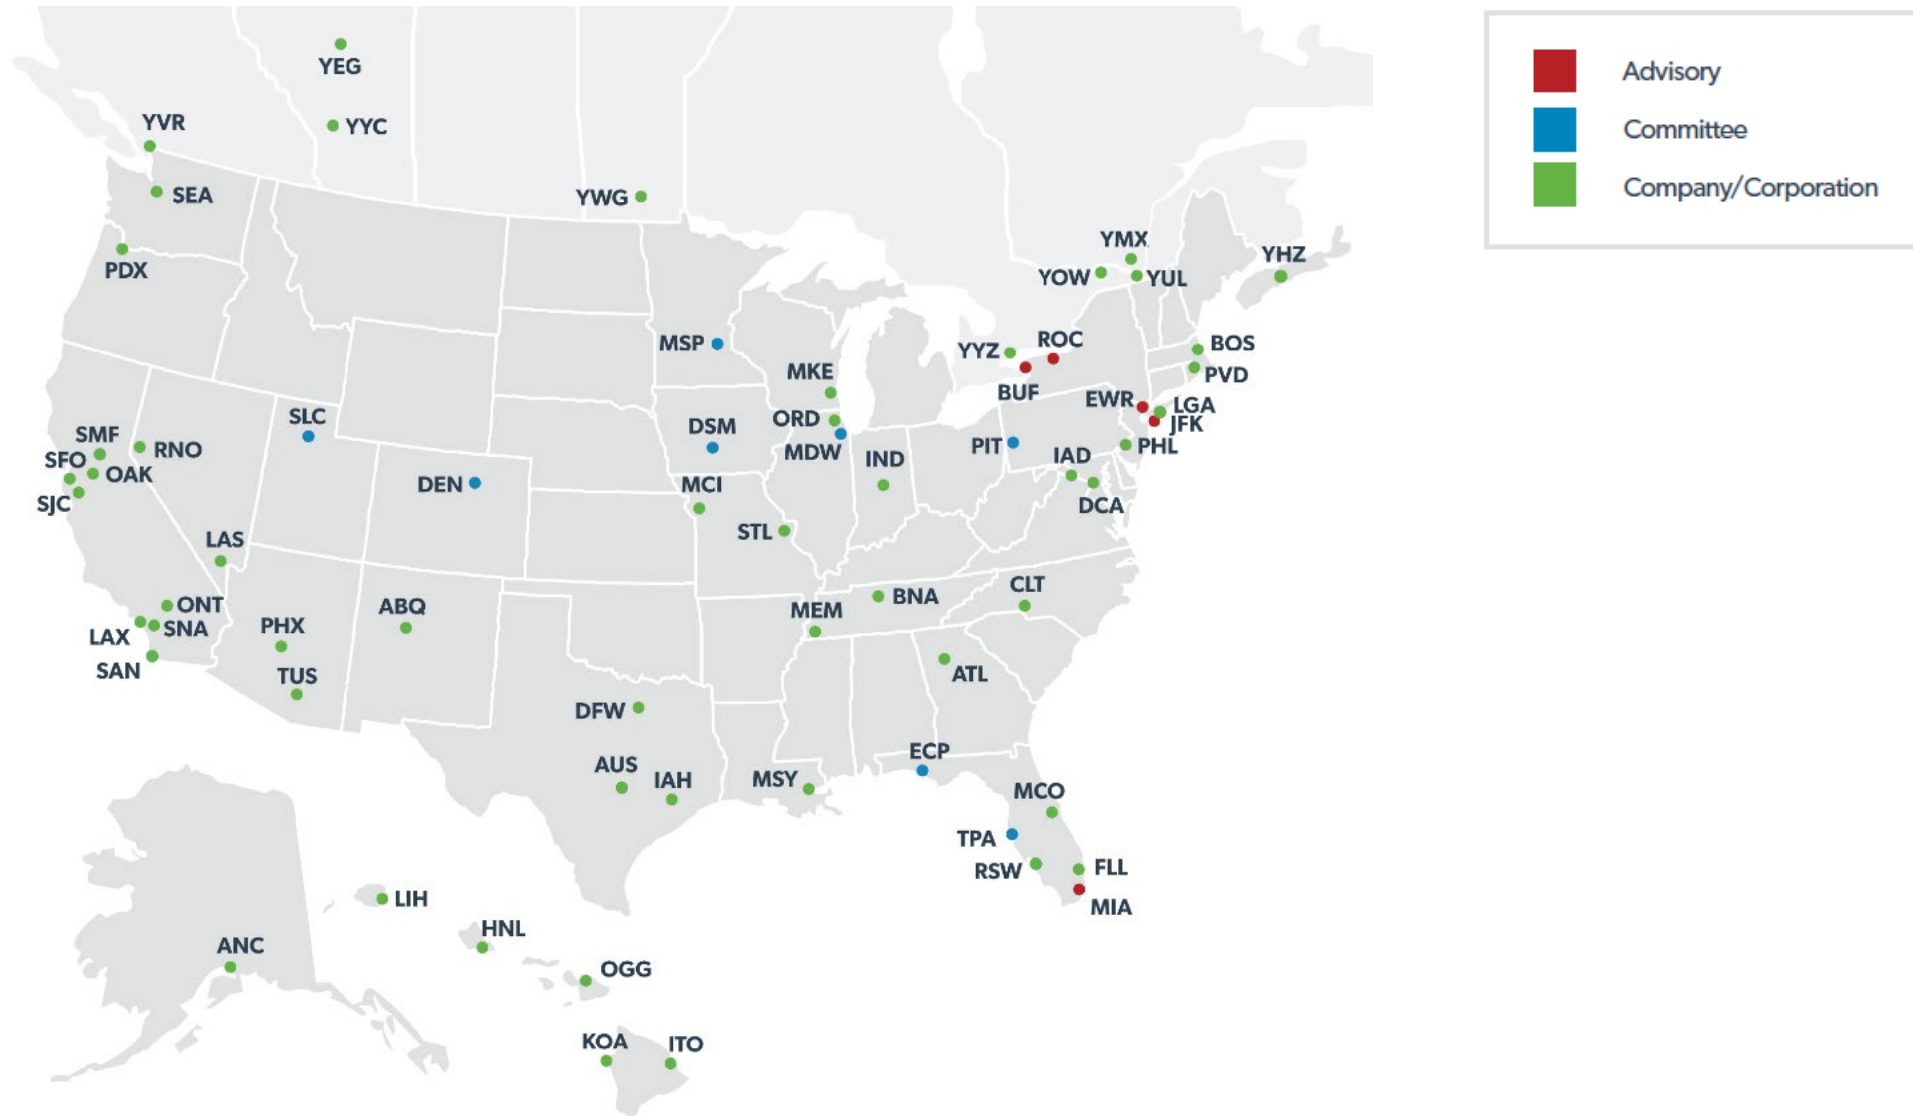 YEG
YVR
YYC
SEA
YWG
PDX
YMX
YOW
YUL
YHZ
MSP
YYZ
ROC
BOS
MKE
PVD
BUF
EWR
LGA
SLC
ORD
JFK
DSM
SMF
RNO
MDW
PIT
PHL
SFO
OAK
IND
IAD
DEN
MCI
SJC
DCA
STL
LAS
CLT
ONT
ABQ
BNA
MEM
LAX
SNA
PHX
SAN
TUS
ATL
DFW
ECP
AUS
IAH
MSY
MCO
TPA
RSW
FLL
LIH
MIA
HNL
ANC
OGG
KOA
ITO
Advisory
Committee
Company/Corporation